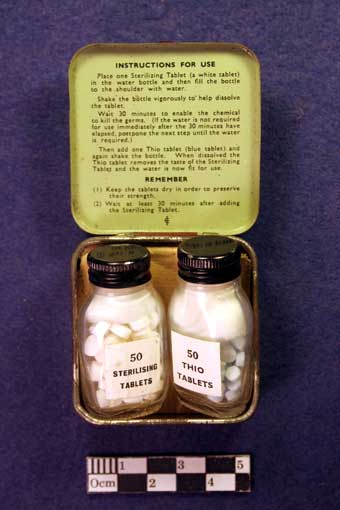 INSTRUCTIONS FOR USE
Place one Sterilizing Tablet (a white tablet)
in the water bottle and then fill the bottle
to the shoulder with water.
Shake the bottle vigorously to help dissolve
the tablet.
Wait 30 minutes to enable the chemical
to kill the germs. (If the water is not required
for use immediately after the 30 minutes have
elapsed, postpone the next step until the water
is required.)
Then add one Thio tablet (blue tablet) and
again shake the bottle. When dissolved the
Thio tablet removes the taste of the Sterilizing
Tablet and the water is now fit for use.
REMEMBER
(1) Keep the tablets dry in order to preserve
their strength.
(2) Wait at least 30 minutes after adding
the Sterilizing Tablet.
50
STERILISING
TABLETS
50
THIO
TABLETS
1 3 5
0cm 2 4